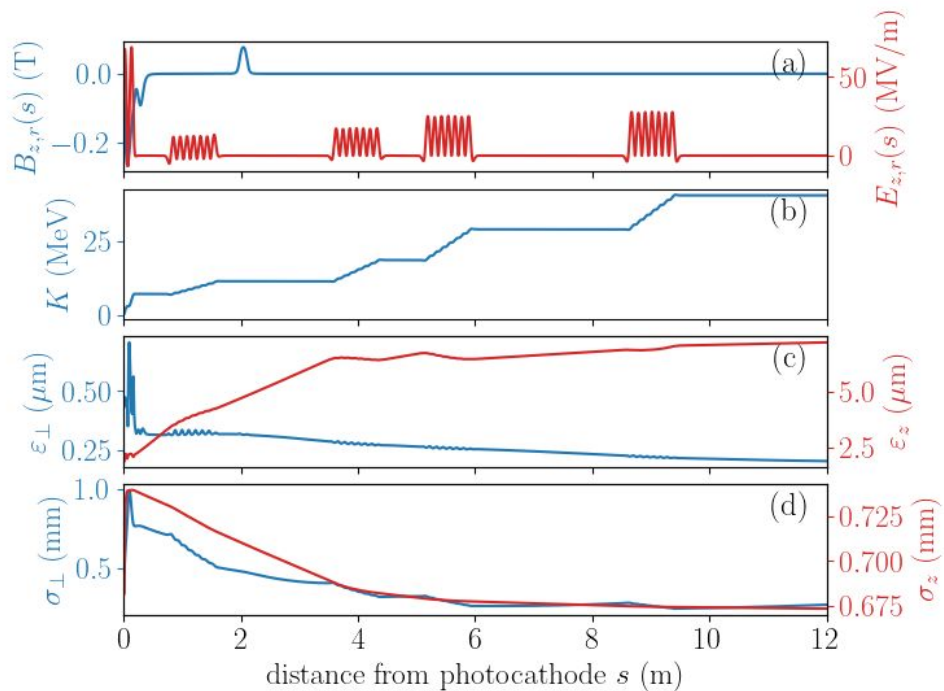 B_{z,r}(s) (T)
0.0
−0.2
(a)
50
0
E_{z,r}(s) (MV/m)
K (MeV)
25
0
(b)
ε_⊥ (μm)
0.50
0.25
(c)
5.0
2.5
ε_z (μm)
σ_⊥ (mm)
1.0
0.5
(d)
0.725
0.700
0.675
σ_z (mm)
0 2 4 6 8 10 12
distance from photocathode s (m)